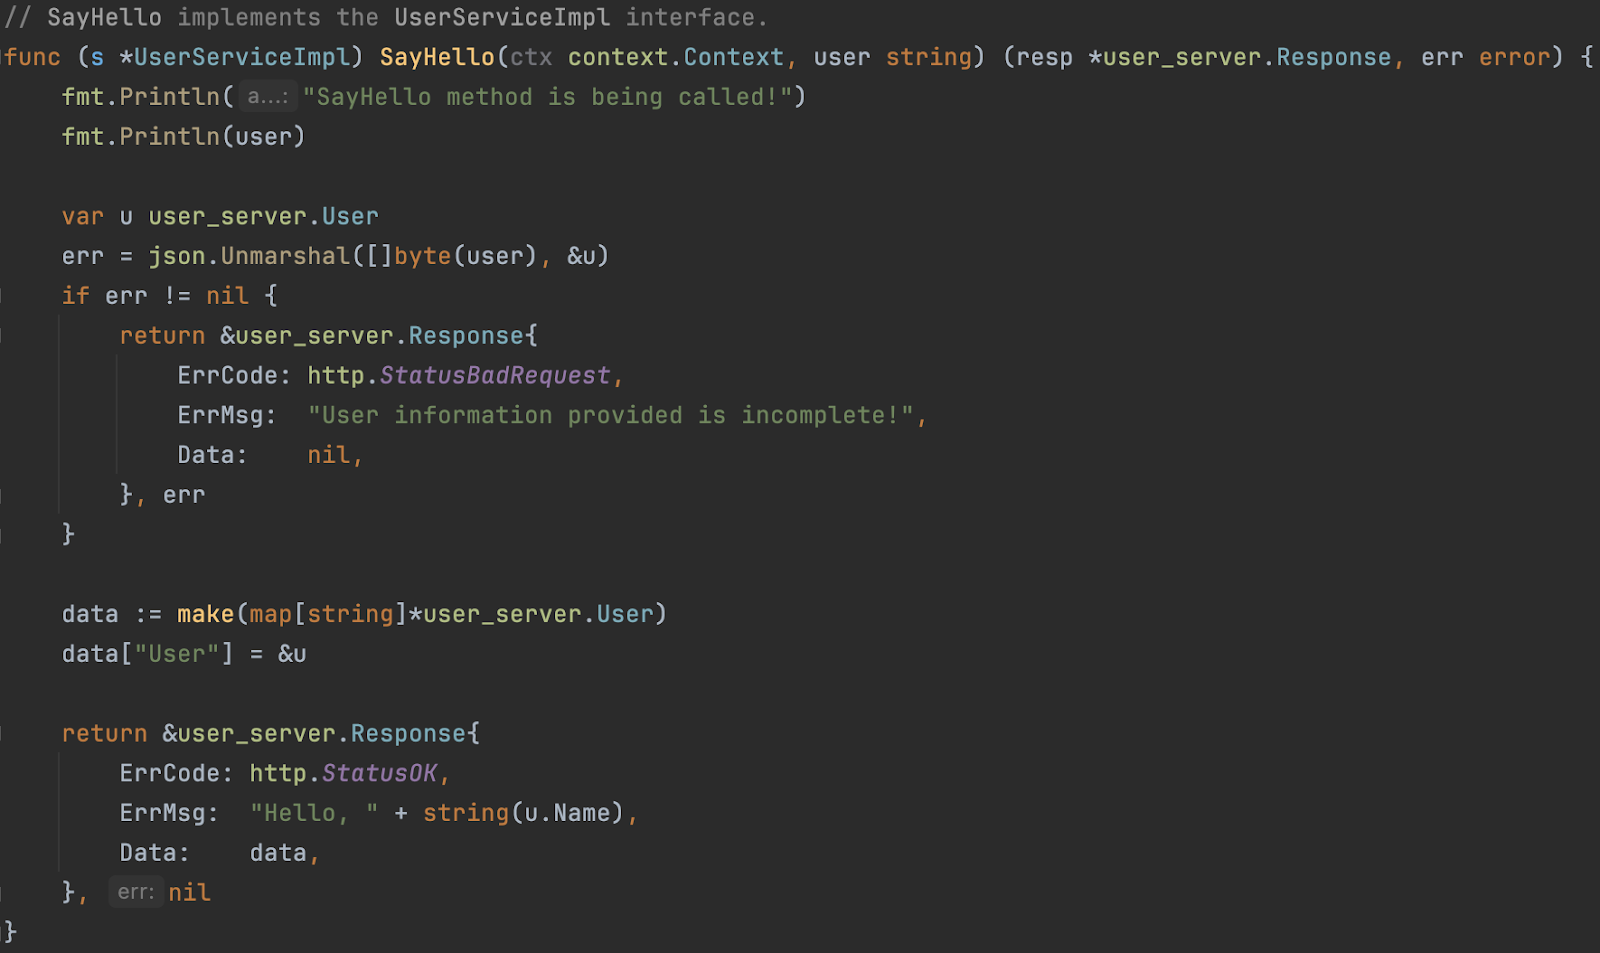 // SayHello implements the UserServiceImpl interface.
func (s *UserServiceImpl) SayHello(ctx context.Context, user string) (resp *user_server.Response, err error) {
    fmt.Println( a...: "SayHello method is being called!")
    fmt.Println(user)

    var u user_server.User
    err = json.Unmarshal([]byte(user), &u)
    if err != nil {
        return &user_server.Response{
            ErrCode: http.StatusBadRequest,
            ErrMsg:  "User information provided is incomplete!",
            Data:    nil,
        }, err
    }

    data := make(map[string]*user_server.User)
    data["User"] = &u

    return &user_server.Response{
        ErrCode: http.StatusOK,
        ErrMsg:  "Hello, " + string(u.Name),
        Data:    data,
    }, err: nil
}